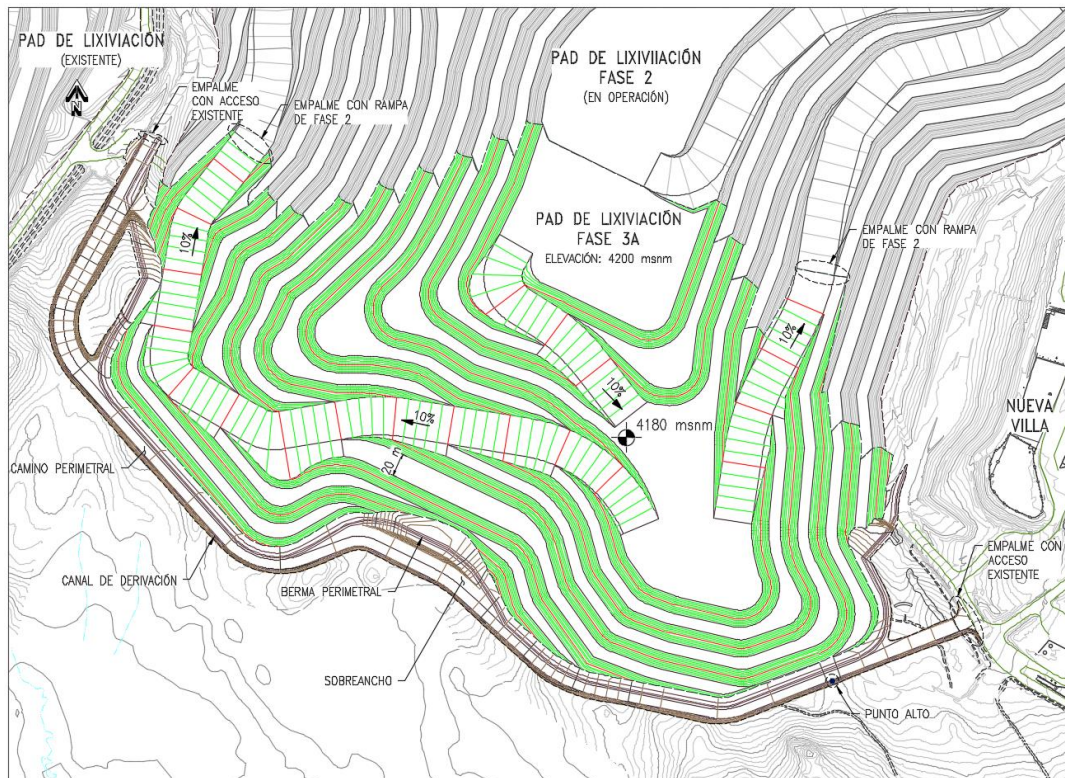 PAD DE LIXIVIACIÓN
(EXISTENTE)
N
EMPALME
CON ACCESO
EXISTENTE
EMPALME CON RAMPA
DE FASE 2
PAD DE LIXIVIIACIÓN
FASE 2
(EN OPERACIÓN)
PAD DE LIXIVIACIÓN
FASE 3A
ELEVACIÓN: 4200 msnm
EMPALME CON RAMPA
DE FASE 2
10%
10%
10%
10%
4180 msnm
20 m
NUEVA
VILLA
CAMINO PERIMETRAL
CANAL DE DERIVACIÓN
BERMA PERIMETRAL
SOBREANCHO
EMPALME CON
ACCESO
EXISTENTE
PUNTO ALTO